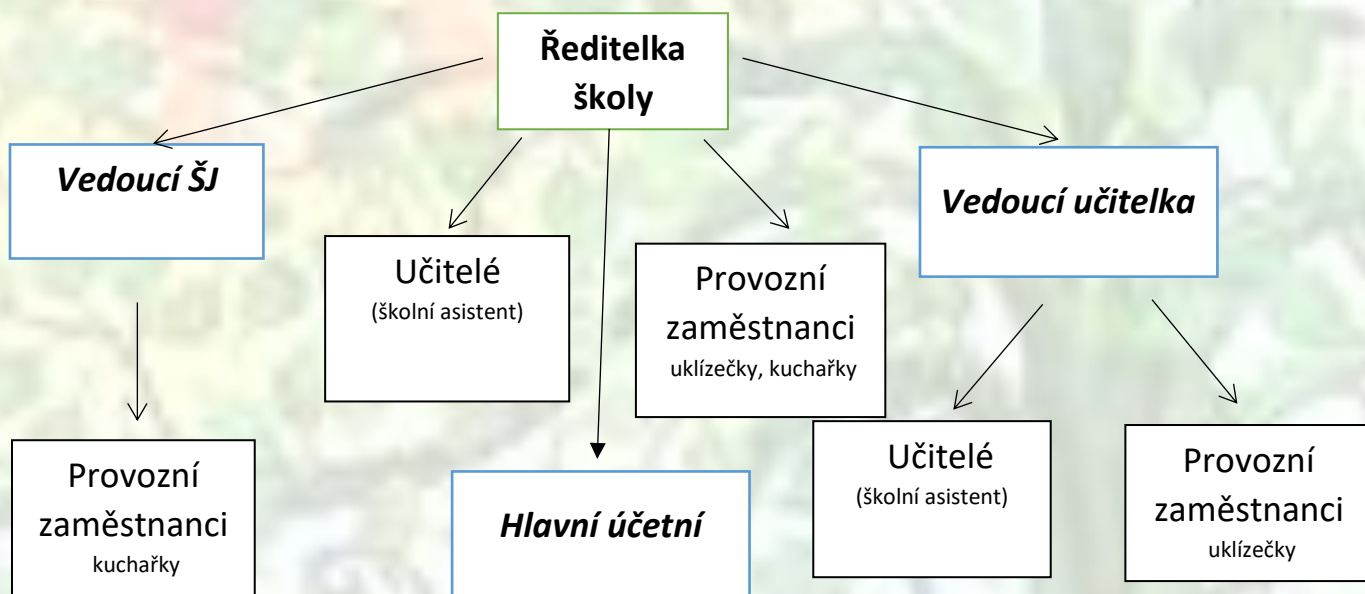 Ředitelka
školy
Vedoucí ŠJ
Vedoucí učitelka
Učitelé
(školní asistent)
Provozní
zaměstnanci
uklízečky, kuchařky
Provozní
zaměstnanci
kuchařky
Hlavní účetní
Učitelé
(školní asistent)
Provozní
zaměstnanci
uklízečky